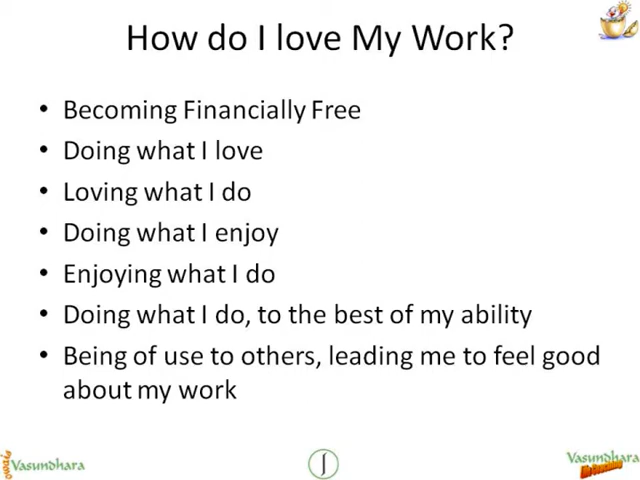 How do I love My Work?
• Becoming Financially Free
• Doing what I love
• Loving what I do
• Doing what I enjoy
• Enjoying what I do
• Doing what I do, to the best of my ability
• Being of use to others, leading me to feel good
about my work
Vasundhara
Vasundhara
Life Coaching